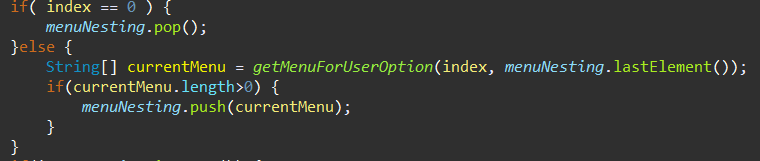 if( index == 0 ) {
menuNesting.pop();
}else {
String[] currentMenu = getMenuForUserOption(index, menuNesting.lastElement());
if(currentMenu.length>0) {
menuNesting.push(currentMenu);
}
}